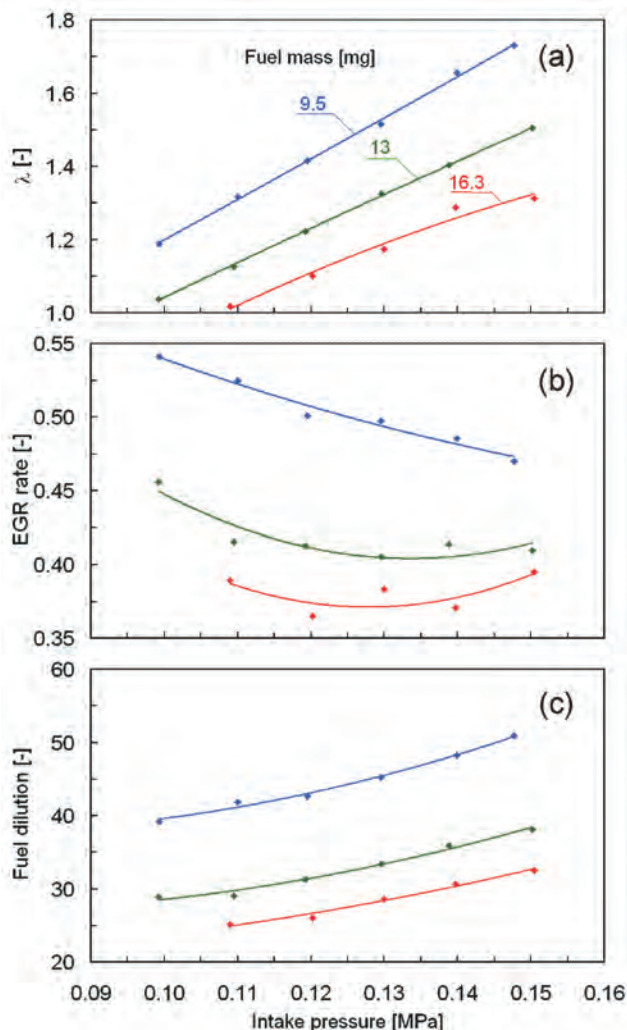 1.8
(a)
Fuel mass [mg]
1.6
9.5
λ [-]
1.4
13
16.3
1.2
1.0
0.55
(b)
0.50
EGR rate [-]
0.45
0.40
0.35
60
(c)
50
Fuel dilution [-]
40
30
20
0.09 0.10 0.11 0.12 0.13 0.14 0.15 0.16
Intake pressure [MPa]